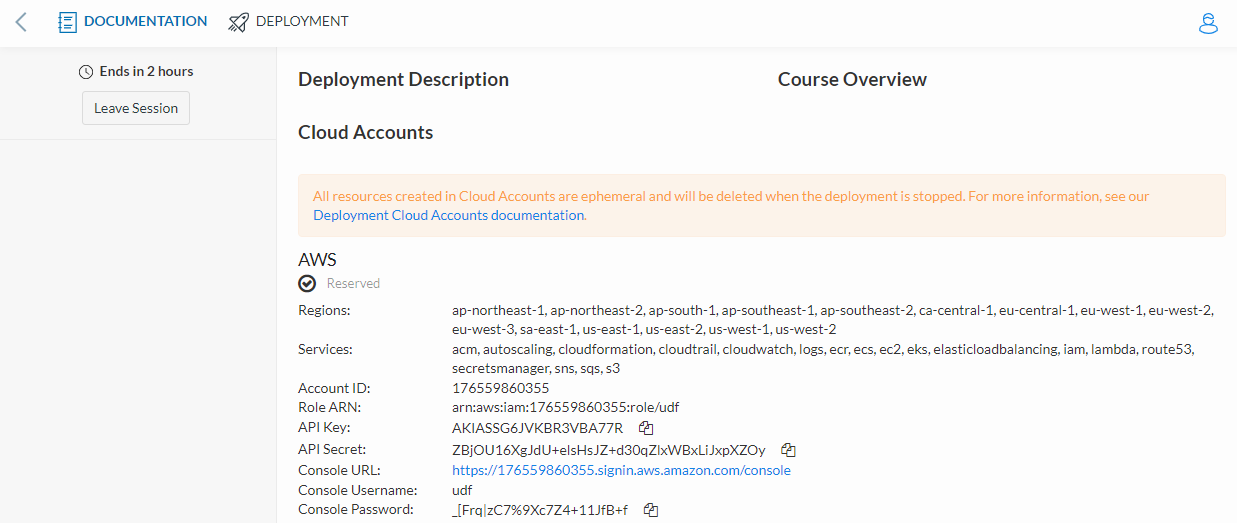 DOCUMENTATION
DEPLOYMENT
Ends in 2 hours
Leave Session
Deployment Description
Course Overview
Cloud Accounts
All resources created in Cloud Accounts are ephemeral and will be deleted when the deployment is stopped. For more information, see our
Deployment Cloud Accounts documentation.
AWS
Reserved
Regions: ap-northeast-1, ap-northeast-2, ap-south-1, ap-southeast-1, ap-southeast-2, ca-central-1, eu-central-1, eu-west-1, eu-west-2,
eu-west-3, sa-east-1, us-east-1, us-east-2, us-west-1, us-west-2
Services: acm, autoscaling, cloudformation, cloudtrail, cloudwatch, logs, ecr, ecs, ec2, eks, elasticloadbalancing, iam, lambda, route53,
secretsmanager, sns, sqs, s3
Account ID: 176559860355
Role ARN: arn:aws:iam:176559860355:role/udf
API Key: AKIASSG6JVKBR3VBA77R
API Secret: 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
Console URL: https://176559860355.signin.aws.amazon.com/console
Console Username: udf
Console Password: _[Frq|zC7%9Xc7Z4+11JfB+f